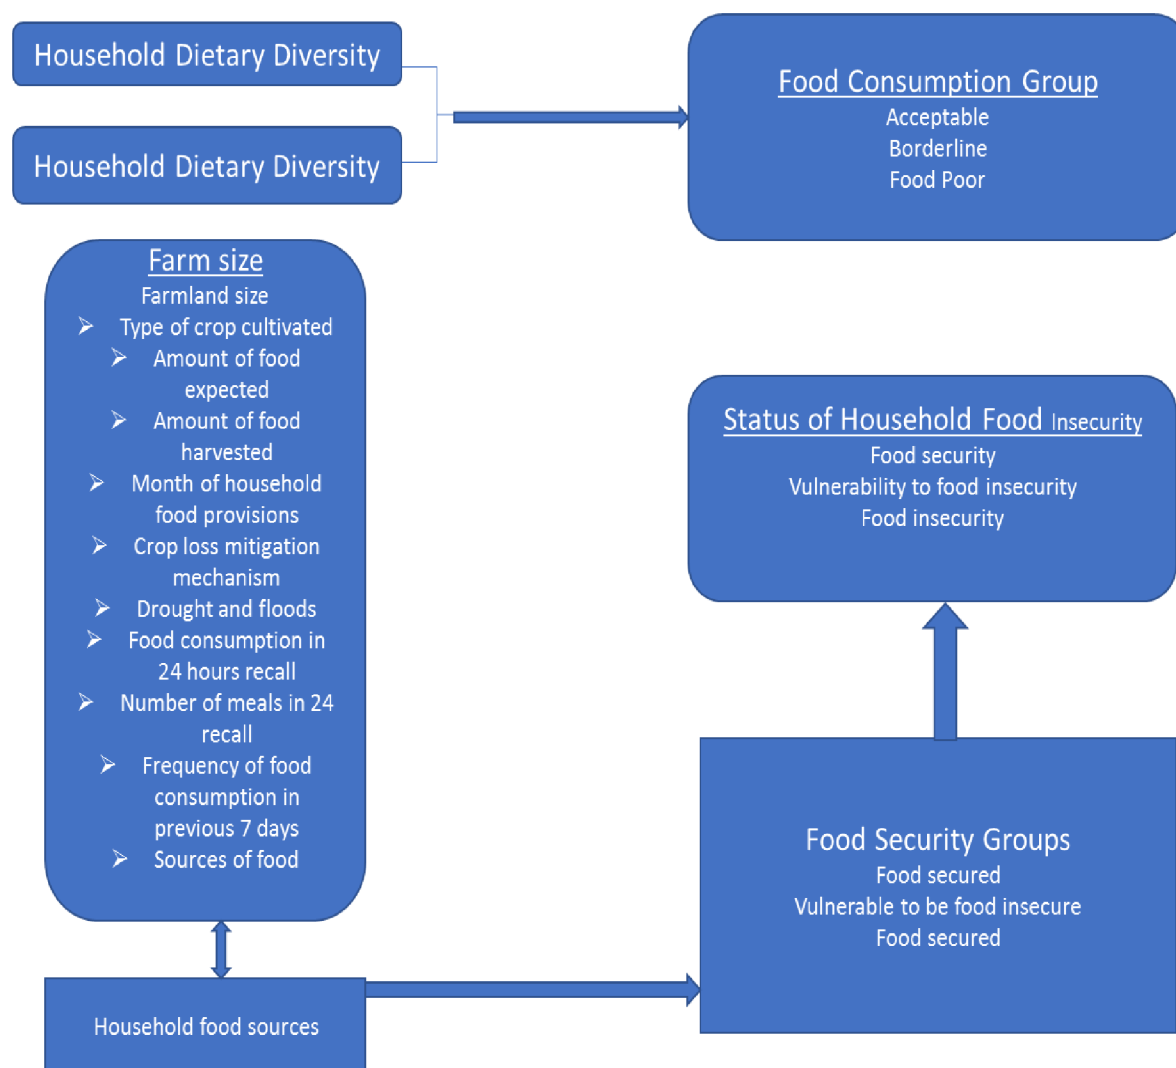 Household Dietary Diversity
Household Dietary Diversity
Food Consumption Group
Acceptable
Borderline
Food Poor
Farm size
Farmland size
➢ Type of crop cultivated
➢ Amount of food
expected
➢ Amount of food
harvested
➢ Month of household
food provisions
➢ Crop loss mitigation
mechanism
➢ Drought and floods
➢ Food consumption in
24 hours recall
➢ Number of meals in 24
recall
➢ Frequency of food
consumption in
previous 7 days
➢ Sources of food
Status of Household Food Insecurity
Food security
Vulnerability to food insecurity
Food insecurity
Food Security Groups
Food secured
Vulnerable to be food insecure
Food secured
Household food sources